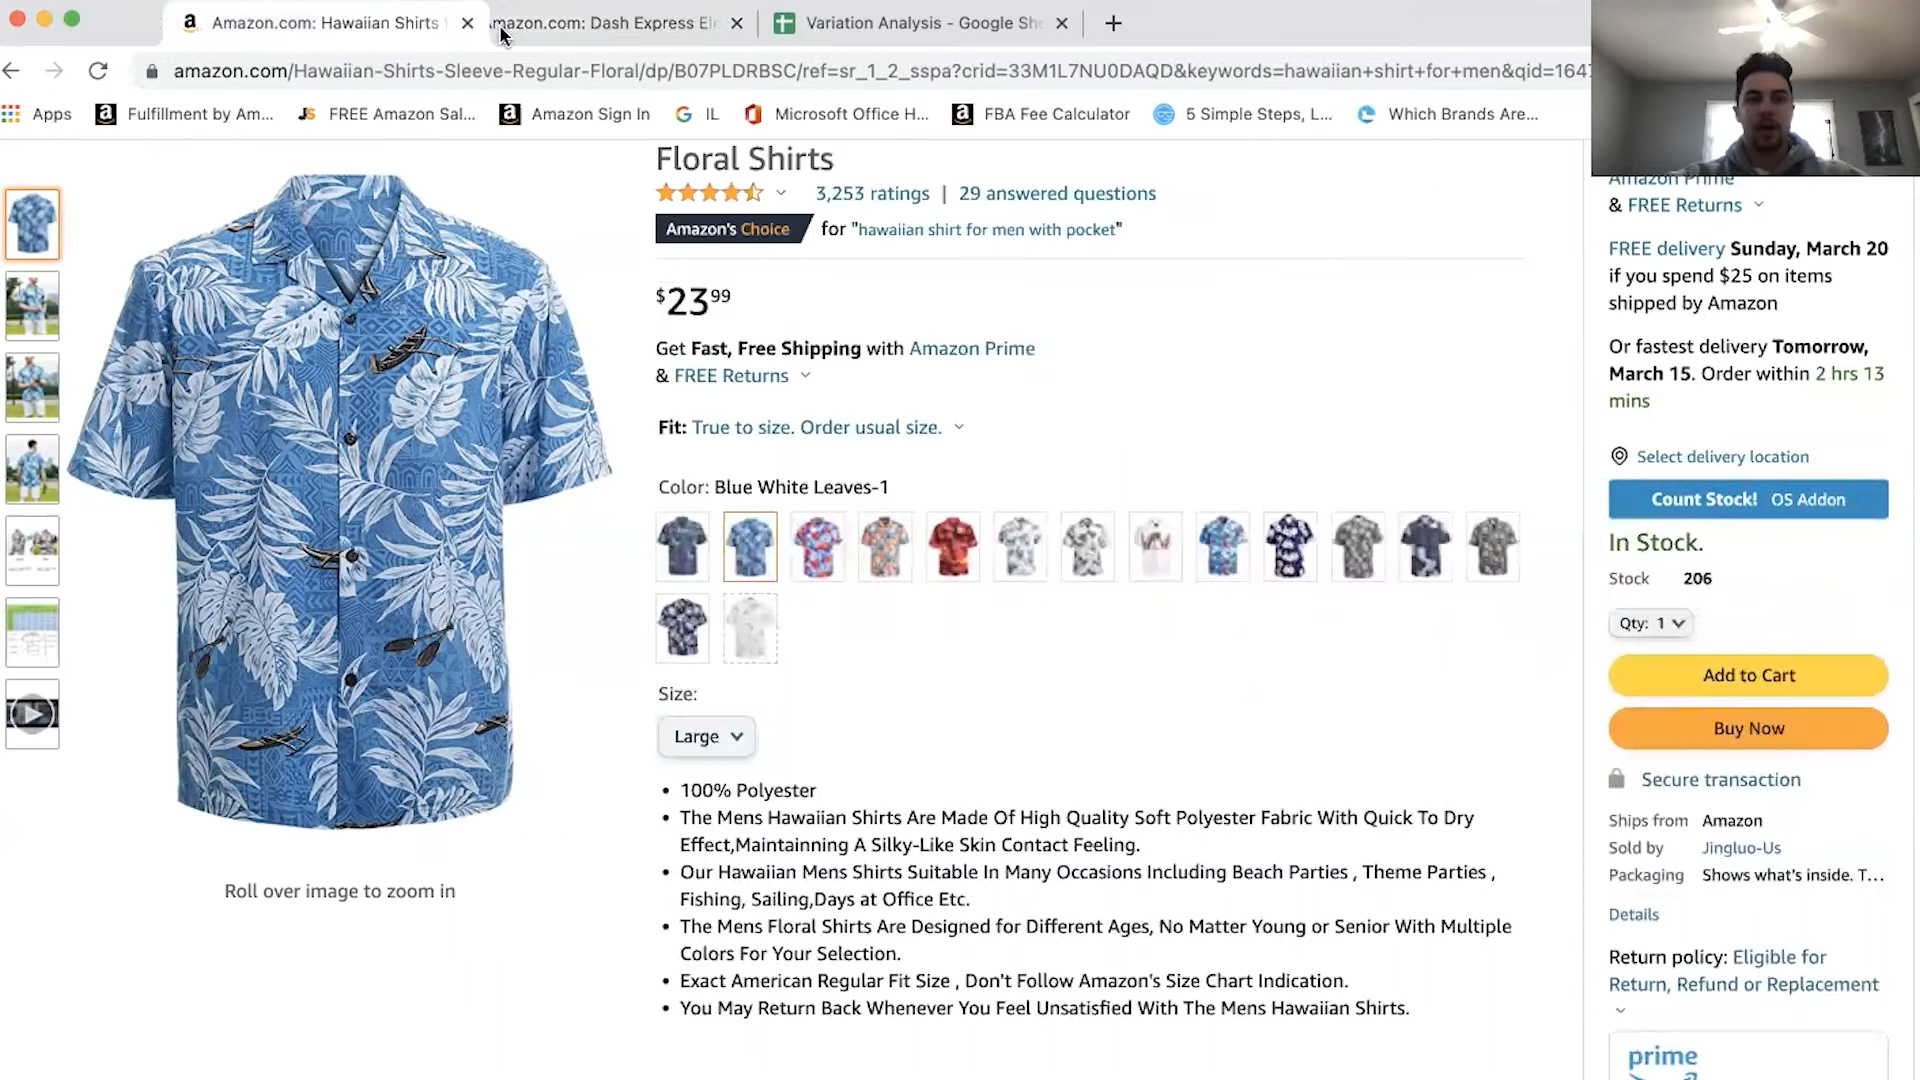 Amazon.com: Hawaiian Shirts
mazon.com: Dash Express El
Variation Analysis - Google She
amazon.com/Hawaiian-Shirts-Sleeve-Regular-Floral/dp/B07PLDRBSC/ref=sr_1_2_sspa?crid=33M1L7NU0DAQD&keywords=hawaiian+shirt+for+men&qid=1647
Apps
Fulfillment by Am...
JS
FREE Amazon Sal...
Amazon Sign In
IL
Microsoft Office H...
FBA Fee Calculator
5 Simple Steps, L...
Which Brands Are...
Floral Shirts
3,253 ratings | 29 answered questions
Amazon's Choice for "hawaiian shirt for men with pocket"
$23 99
Get Fast, Free Shipping with Amazon Prime
& FREE Returns
Fit: True to size. Order usual size.
Color: Blue White Leaves-1
Size:
Large
• 100% Polyester
• The Mens Hawaiian Shirts Are Made Of High Quality Soft Polyester Fabric With Quick To Dry
Effect,Maintainning A Silky-Like Skin Contact Feeling.
• Our Hawaiian Mens Shirts Suitable In Many Occasions Including Beach Parties , Theme Parties ,
Fishing, Sailing,Days at Office Etc.
• The Mens Floral Shirts Are Designed for Different Ages, No Matter Young or Senior With Multiple
Colors For Your Selection.
• Exact American Regular Fit Size , Don't Follow Amazon's Size Chart Indication.
• You May Return Back Whenever You Feel Unsatisfied With The Mens Hawaiian Shirts.
Roll over image to zoom in
Amazon Prime
& FREE Returns
FREE delivery Sunday, March 20
if you spend $25 on items
shipped by Amazon
Or fastest delivery Tomorrow,
March 15. Order within 2 hrs 13
mins
Select delivery location
Count Stock! OS Addon
In Stock.
Stock 206
Qty: 1
Add to Cart
Buy Now
Secure transaction
Ships from Amazon
Sold by Jingluo-Us
Packaging Shows what's inside. T...
Details
Return policy: Eligible for
Return, Refund or Replacement
prime